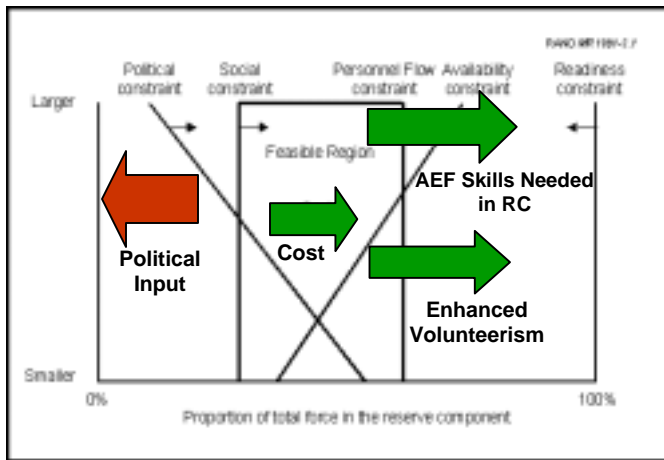 RAND MR1091-2.7
Political
constraint
Social
constraint
Personnel Flow
constraint
Availability
constraint
Readiness
constraint
Larger
Feasible Region
AEF Skills Needed
in RC
Political
Input
Cost
Enhanced
Volunteerism
Smaller
0%
100%
Proportion of total force in the reserve component